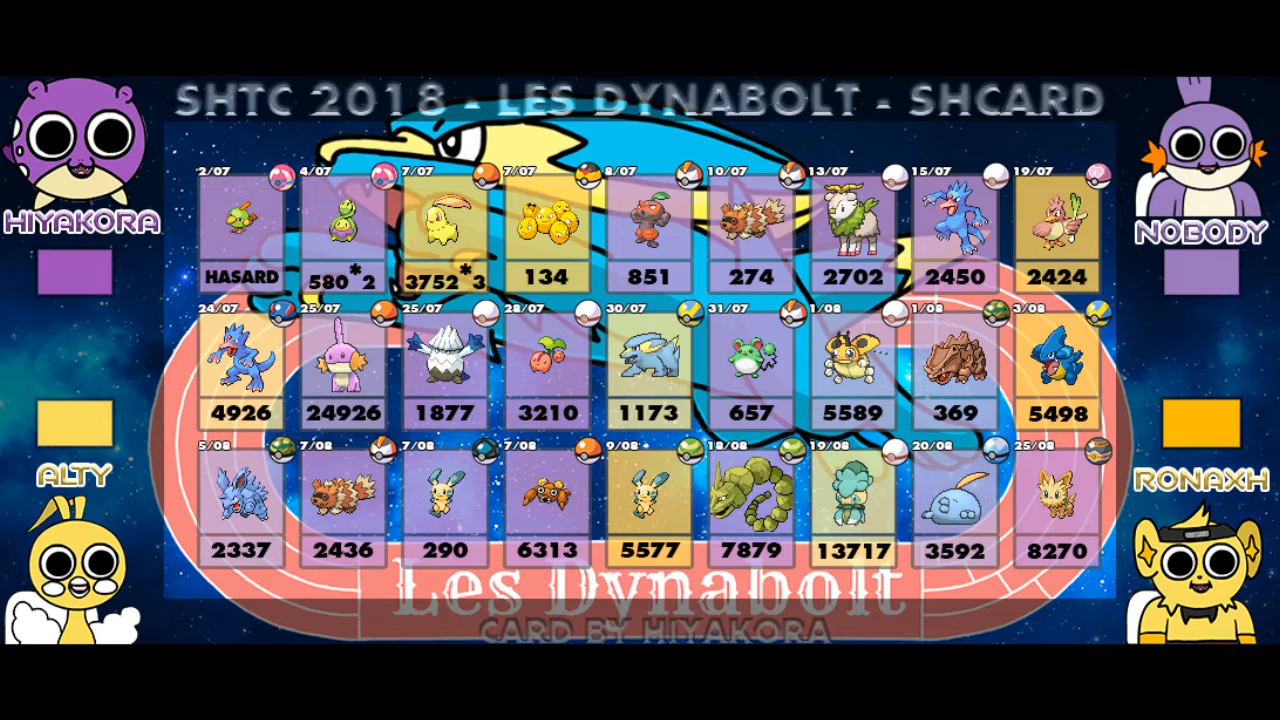 SHTC 2018 - LES DYNABOLT - SHCARD
HIYAKORA
NOBODY
2/07 4/07 7/07 7/07 8/07 10/07 13/07 15/07 19/07
HASARD 580*2 3752*3 134 851 274 2702 2450 2424
24/07 25/07 25/07 28/07 30/07 31/07 1/08 1/08 3/08
4926 24926 1877 3210 1173 657 5589 369 5498
ALTY
RONAXH
5/08 7/08 7/08 7/08 9/08 18/08 19/08 20/08 25/08
2337 2436 290 6313 5577 7879 13717 3592 8270
Les Dynabolt
CARD BY HIYAKORA